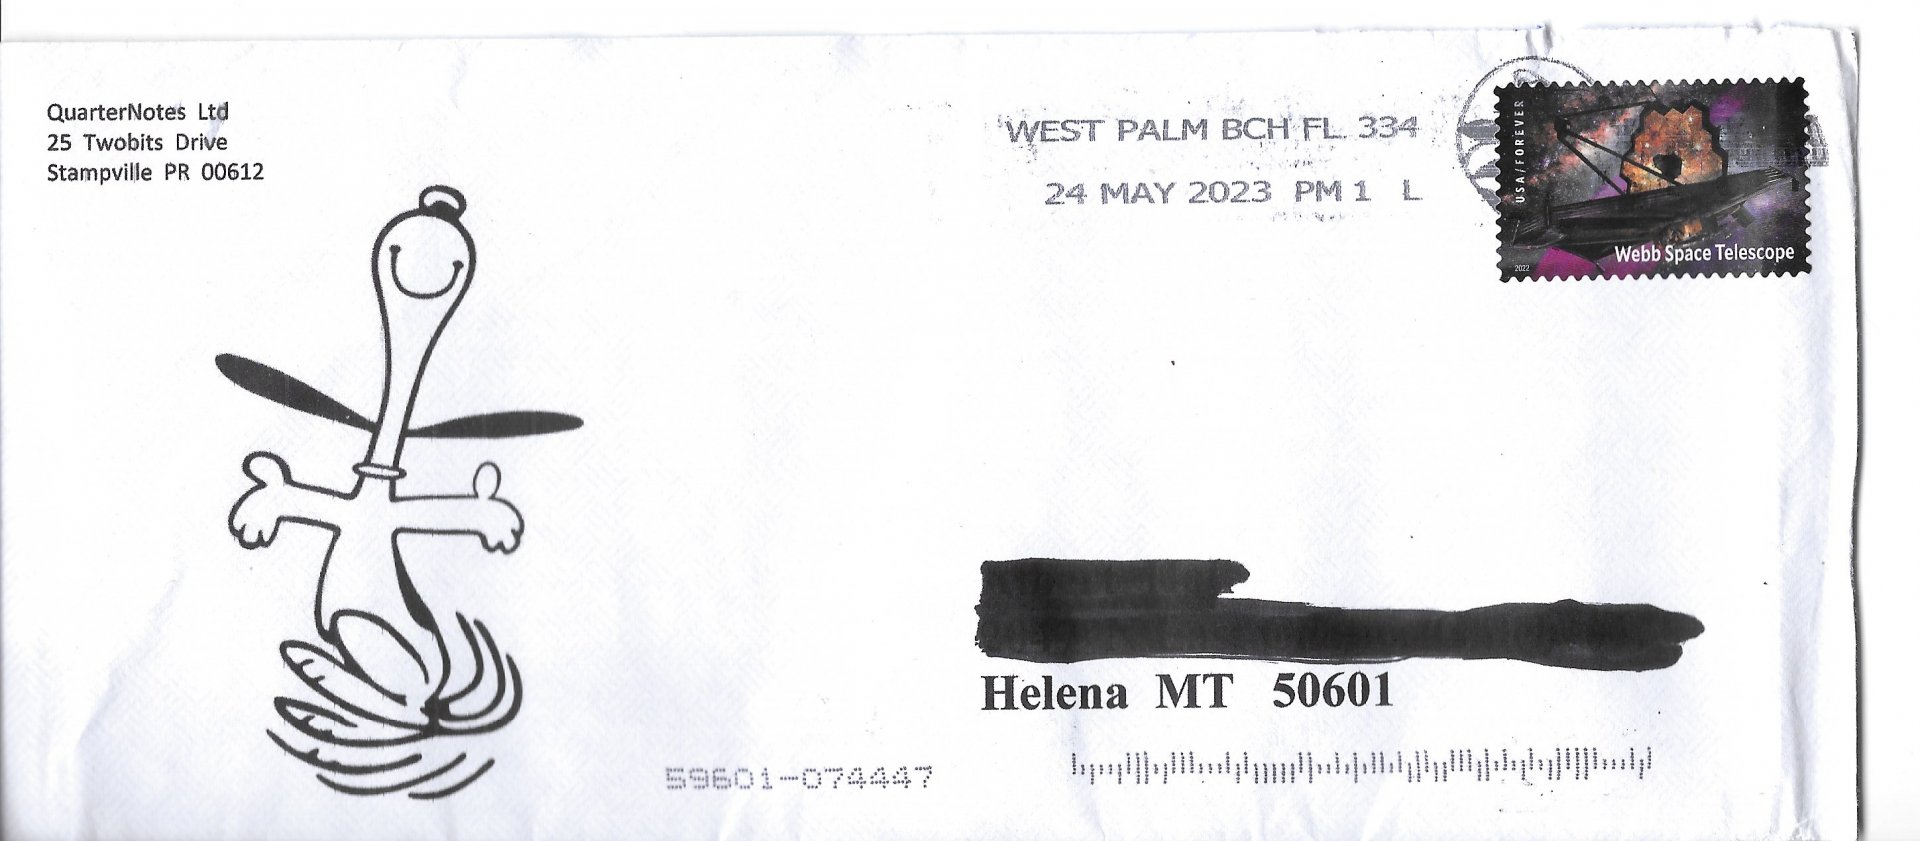 QuarterNotes Ltd
25 Twobits Drive
Stampville PR 00612
WEST PALM BCH FL 334
24 MAY 2023 PM 1 L
USA/FOREVER
Webb Space Telescope
2022
Helena MT 50601
59601-074447